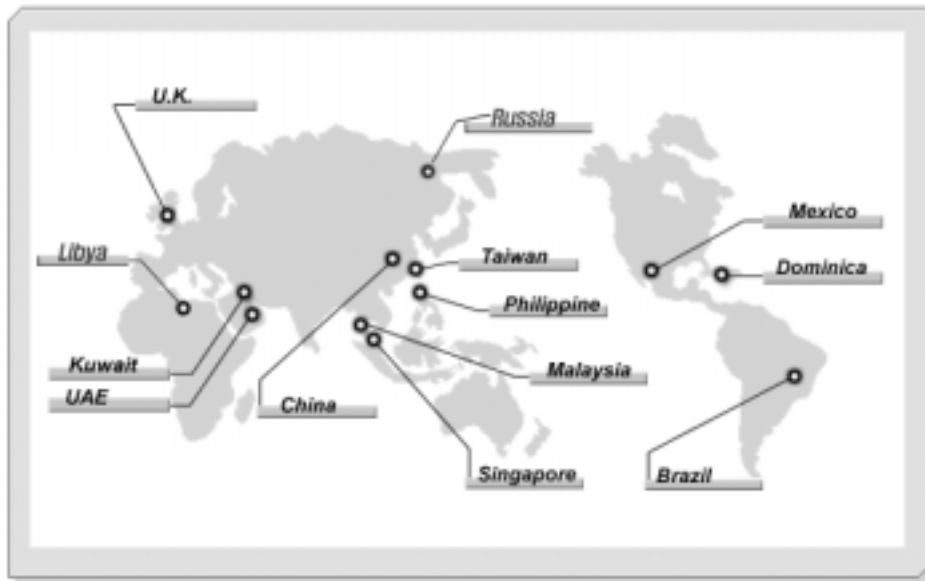 U.K.
Russia
Mexico
Libya
Taiwan
Dominica
Philippine
Kuwait
Malaysia
UAE
China
Singapore
Brazil